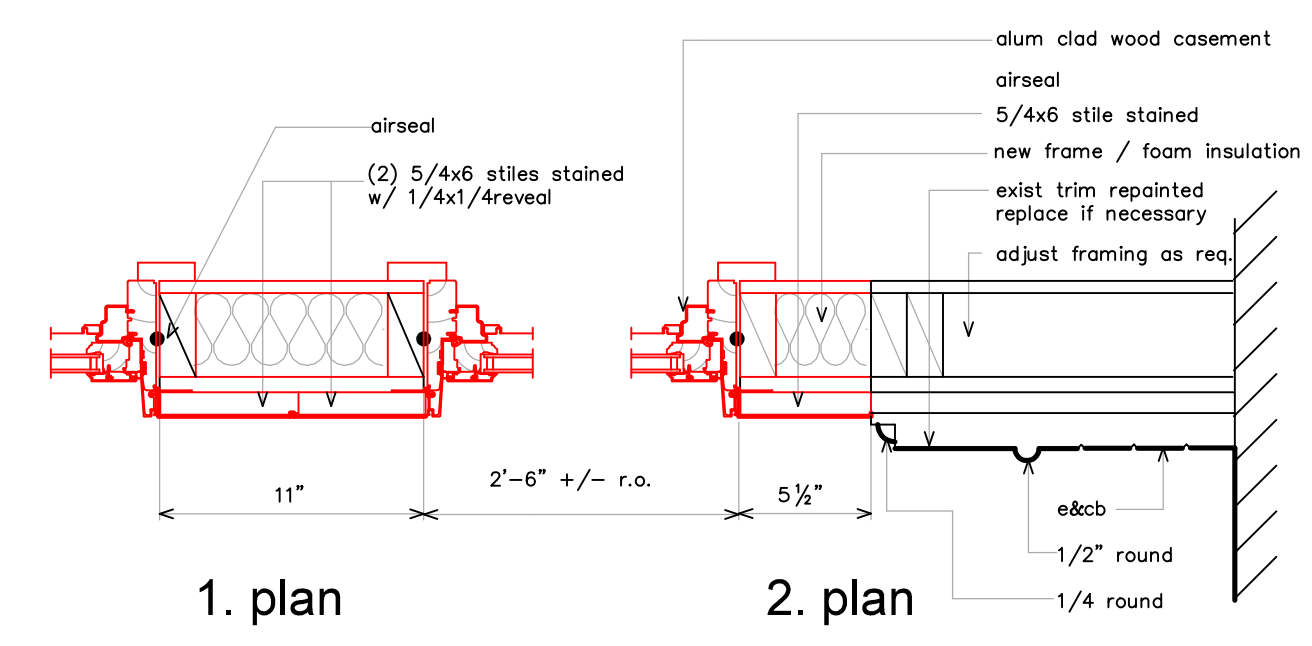 alum clad wood casement
airseal
5/4x6 stile stained
new frame / foam insulation
exist trim repainted
replace if necessary
adjust framing as req.
airseal
(2) 5/4x6 stiles stained
w/ 1/4x1/4reveal
11"
2'-6" +/- r.o.
5½"
e&cb
1/2" round
1/4 round
1. plan
2. plan